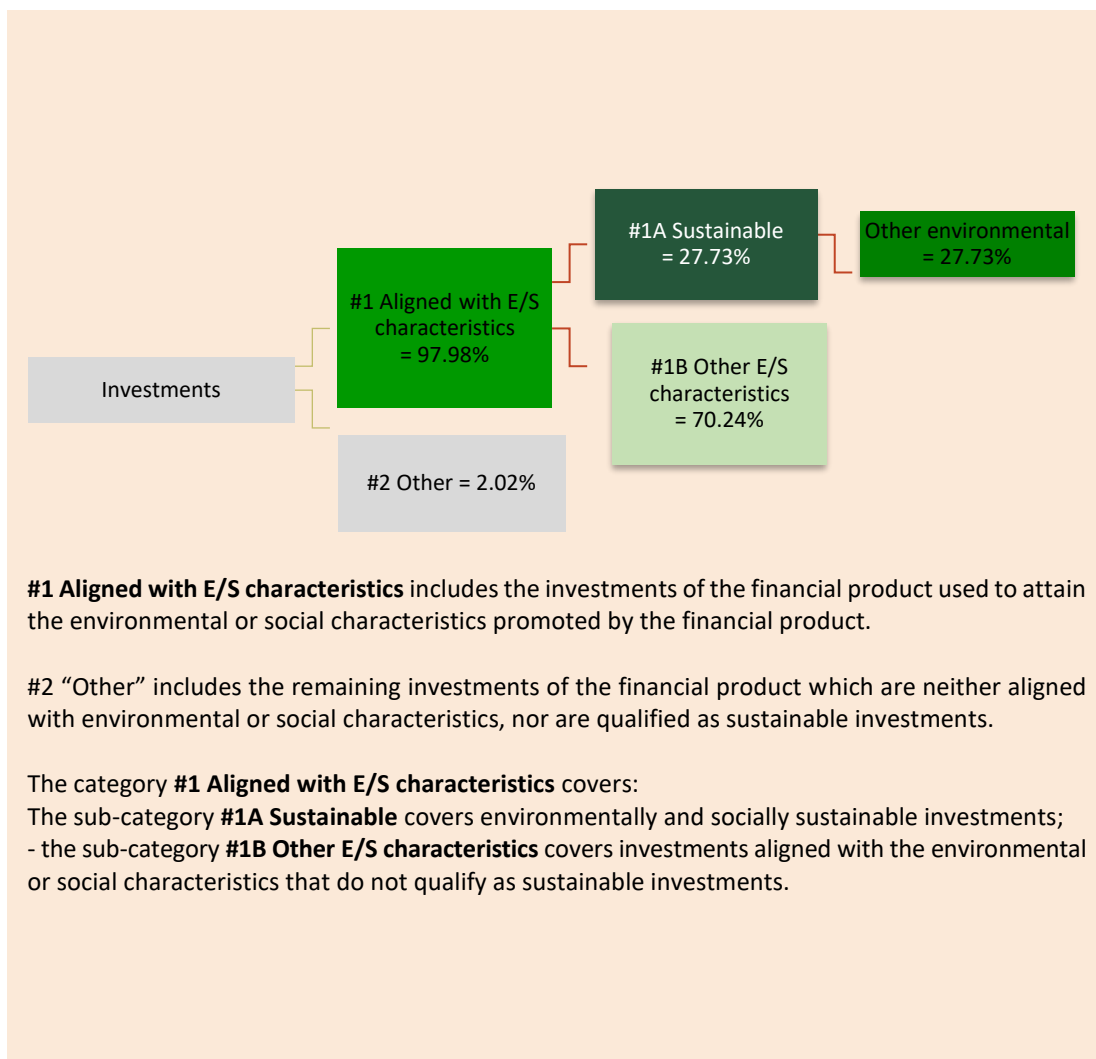 #1A Sustainable
= 27.73%
Other environmental
= 27.73%
#1 Aligned with E/S
characteristics
= 97.98%
#1B Other E/S
characteristics
= 70.24%
Investments
#2 Other = 2.02%
#1 Aligned with E/S characteristics includes the investments of the financial product used to attain
the environmental or social characteristics promoted by the financial product.
#2 “Other” includes the remaining investments of the financial product which are neither aligned
with environmental or social characteristics, nor are qualified as sustainable investments.
The category #1 Aligned with E/S characteristics covers:
The sub-category #1A Sustainable covers environmentally and socially sustainable investments;
- the sub-category #1B Other E/S characteristics covers investments aligned with the environmental
or social characteristics that do not qualify as sustainable investments.